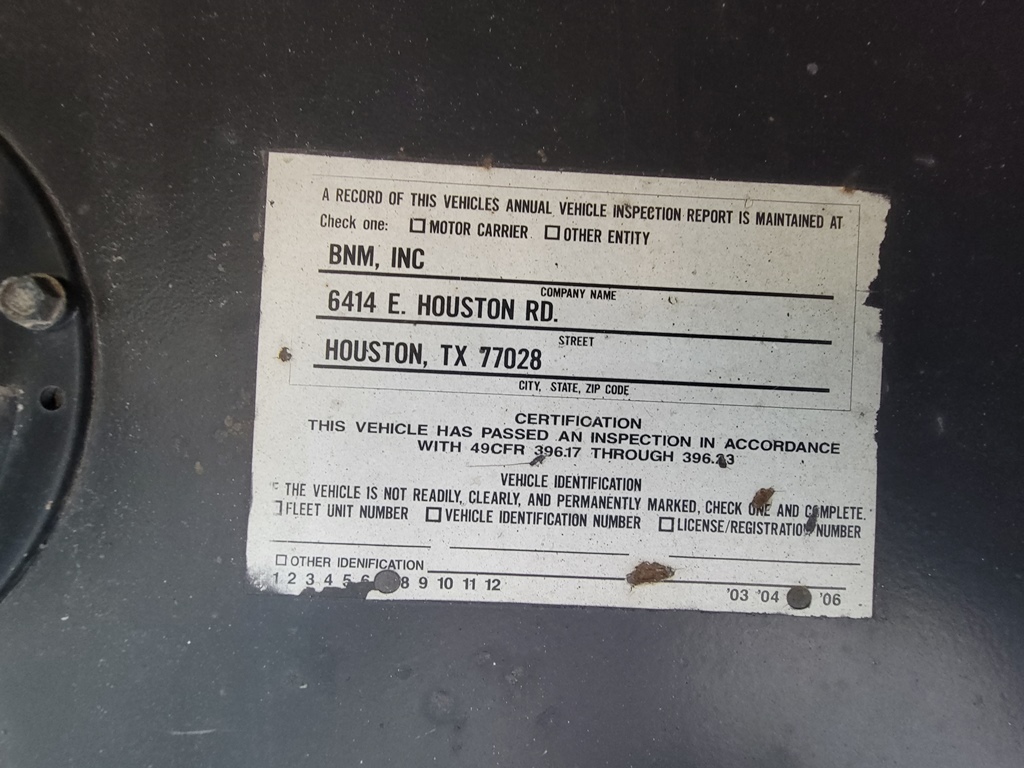 A RECORD OF THIS VEHICLES ANNUAL VEHICLE INSPECTION REPORT IS MAINTAINED AT
Check one: ☐ MOTOR CARRIER ☐ OTHER ENTITY
BNM, INC
COMPANY NAME
6414 E. HOUSTON RD.
STREET
HOUSTON, TX 77028
CITY, STATE, ZIP CODE
CERTIFICATION
THIS VEHICLE HAS PASSED AN INSPECTION IN ACCORDANCE
WITH 49CFR 396.17 THROUGH 396.23
VEHICLE IDENTIFICATION
THE VEHICLE IS NOT READILY, CLEARLY, AND PERMANENTLY MARKED, CHECK ONE AND COMPLETE.
☐ FLEET UNIT NUMBER ☐ VEHICLE IDENTIFICATION NUMBER ☐ LICENSE/REGISTRATION NUMBER
☐ OTHER IDENIFICATION
1 2 3 4 5 6 8 9 10 11 12 '03 '04 '06